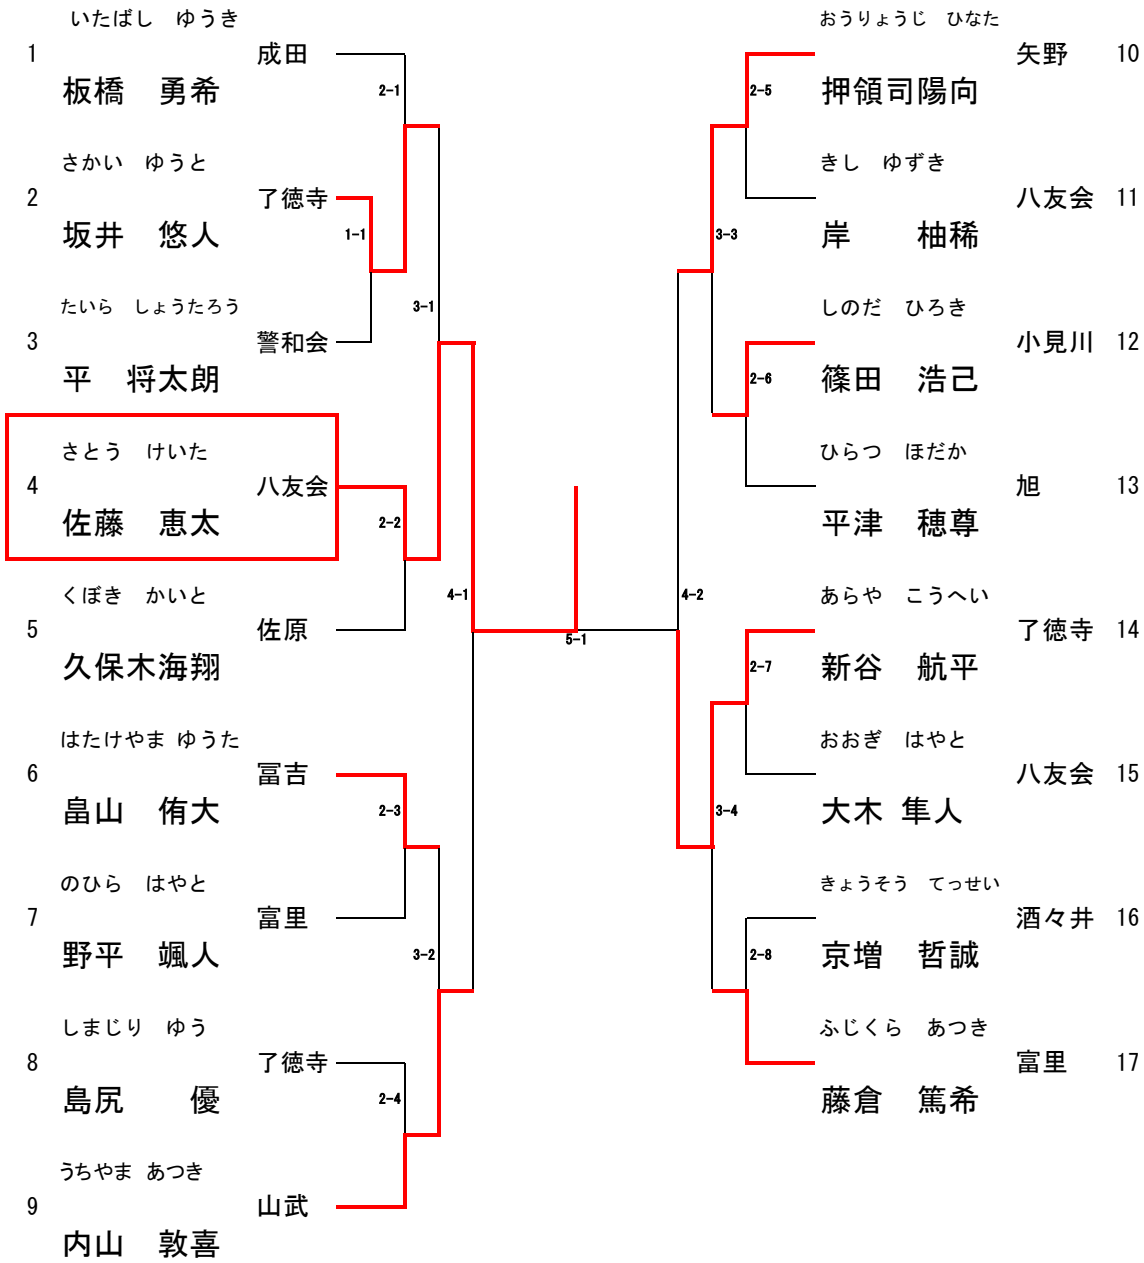 いたばし　ゆうき
1 成田
板橋　勇希
2-1
さかい　ゆうと
2 了徳寺
坂井　悠人
1-1
たいら　しょうたろう
3 警和会
平　将太朗
3-1
さとう　けいた
4 八友会
佐藤　恵太
2-2
くぼき　かいと
5 佐原
久保木海翔
4-1
はたけやま ゆうた
6 冨吉
畠山　侑大
2-3
のひら　はやと
7 富里
野平　颯人
3-2
しまじり　ゆう
8 了徳寺
島尻　　優
2-4
うちやま あつき
9 山武
内山　敦喜
5-1
おうりょうじ　ひなた
矢野 10
押領司陽向
2-5
きし　ゆずき
八友会 11
岸　　柚稀
3-3
しのだ　ひろき
小見川 12
篠田　浩己
2-6
ひらつ　ほだか
旭 13
平津　穂尊
4-2
あらや　こうへい
了徳寺 14
新谷　航平
2-7
おおぎ　はやと
八友会 15
大木 隼人
3-4
きょうそう　てっせい
酒々井 16
京増　哲誠
2-8
ふじくら　あつき
富里 17
藤倉　篤希